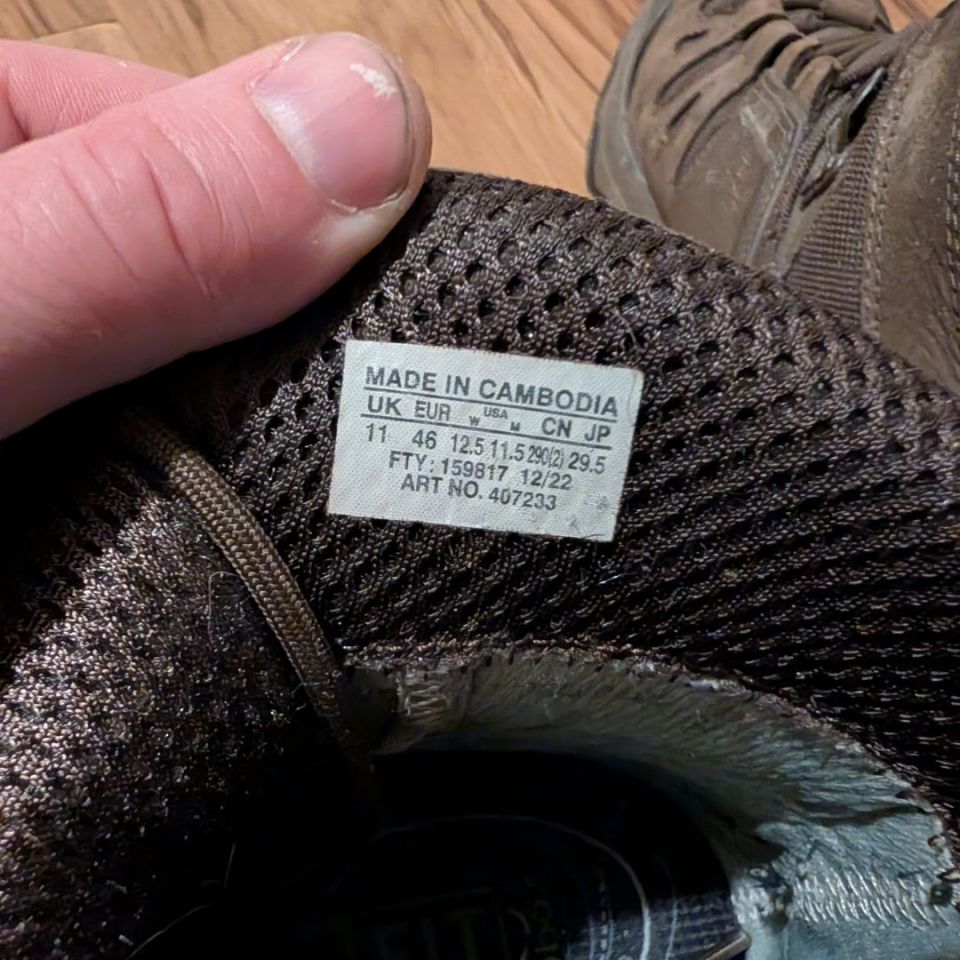 MADE IN CAMBODIA
UK EUR W USA M CN JP
11 46 12.5 11.5 290(2) 29.5
FTY: 159817 12/22
ART NO. 407233
FIT